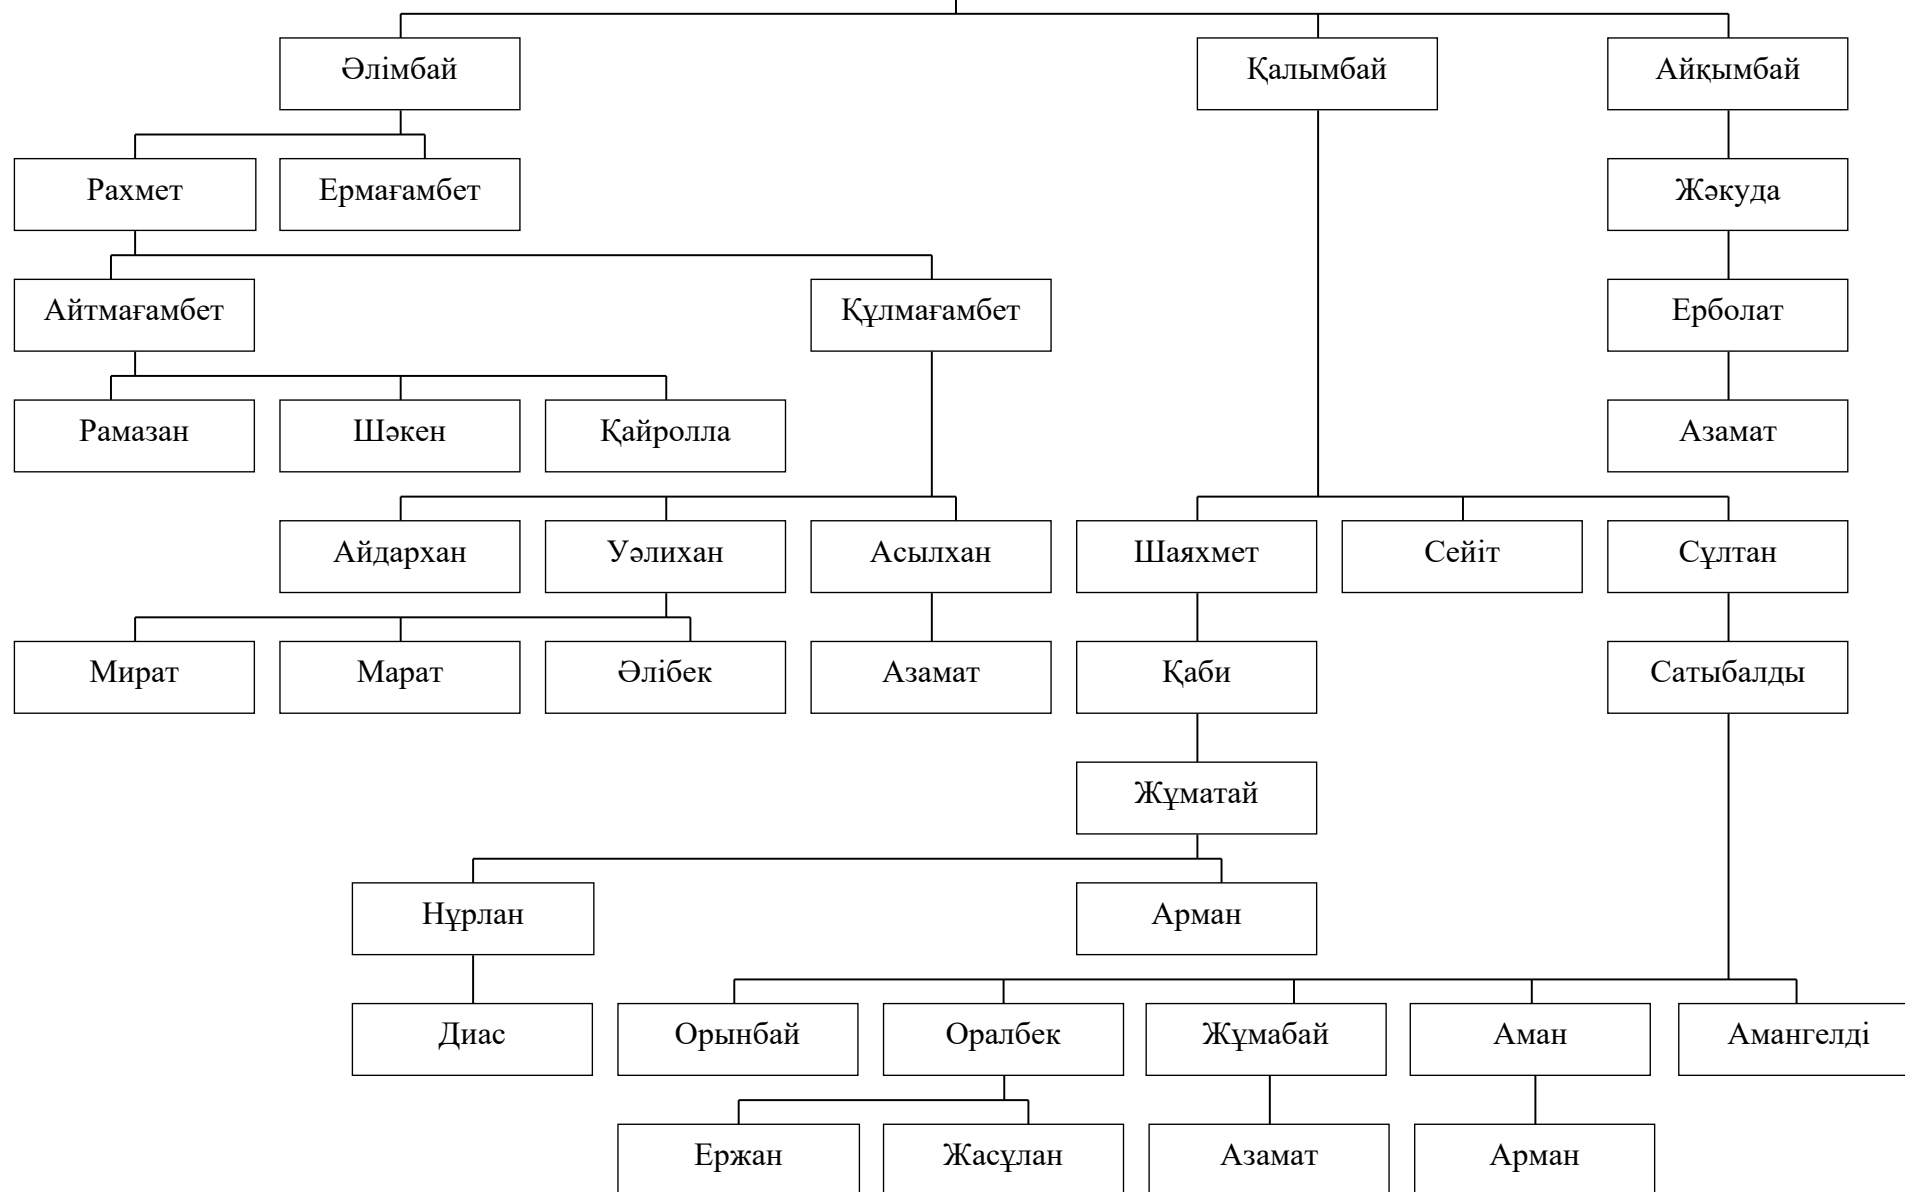 Әлімбай
Қалымбай
Айқымбай
Рахмет
Ермағамбет
Жәкуда
Айтмағамбет
Құлмағамбет
Ерболат
Рамазан
Шәкен
Қайролла
Азамат
Айдархан
Уәлихан
Асылхан
Шаяхмет
Сейіт
Сұлтан
Мират
Марат
Әлібек
Азамат
Қаби
Сатыбалды
Жұматай
Нұрлан
Арман
Диас
Орынбай
Оралбек
Жұмабай
Аман
Амангелді
Ержан
Жасұлан
Азамат
Арман